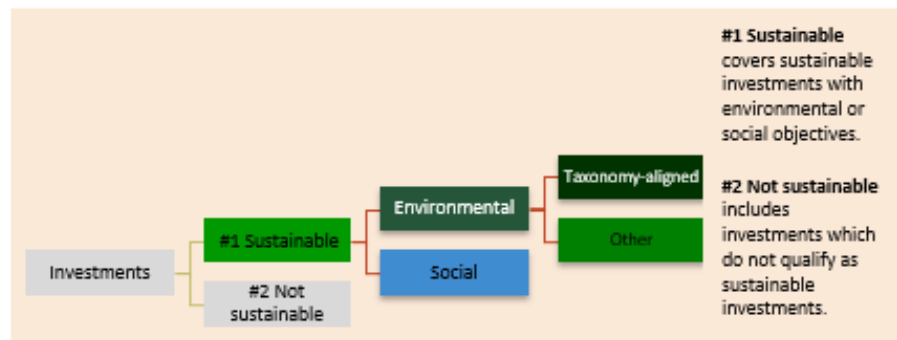 Investments
#1 Sustainable
#2 Not
sustainable
Environmental
Social
Taxonomy-aligned
Other
#1 Sustainable
covers sustainable
investments with
environmental or
social objectives.
#2 Not sustainable
includes
investments which
do not qualify as
sustainable
investments.